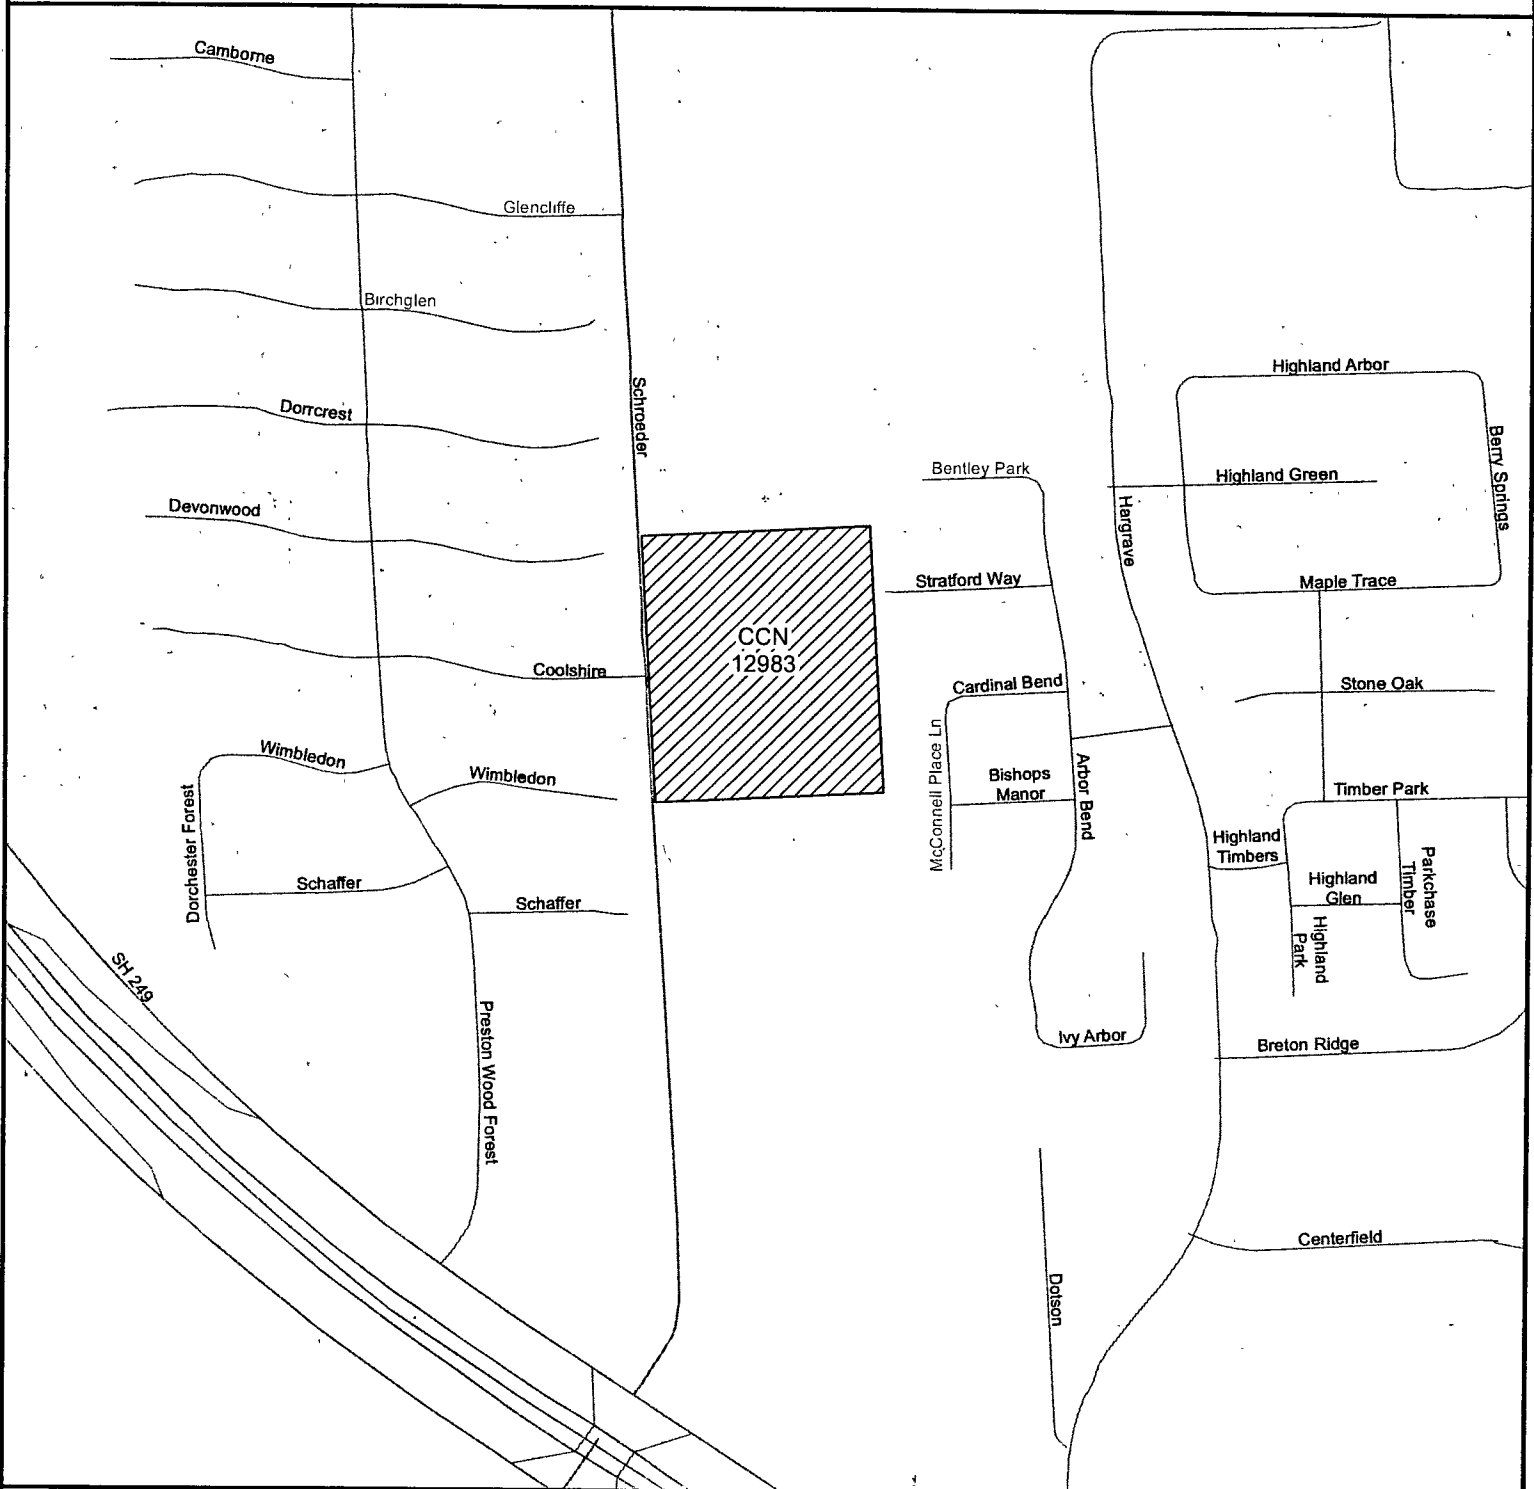 Camborne
Glencliffe
Birchglen
Dorrcrest
Devonwood
Coolshire
Wimbledon
Wimbledon
Dorchester Forest
Schaffer
Schaffer
SH 249
Preston Wood Forest
Schroeder
CCN
12983
Bentley Park
Stratford Way
Cardinal Bend
McConnell Place Ln
Bishops
Manor
Arbor Bend
Ivy Arbor
Dotson
Hargrave
Highland Arbor
Highland Green
Berry Springs
Maple Trace
Stone Oak
Timber Park
Highland
Timbers
Highland
Glen
Highland
Park
Parkchase
Timber
Breton Ridge
Centerfield